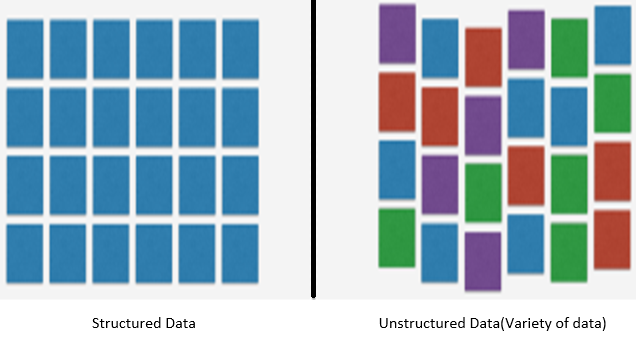 Structured Data
Unstructured Data(Variety of data)